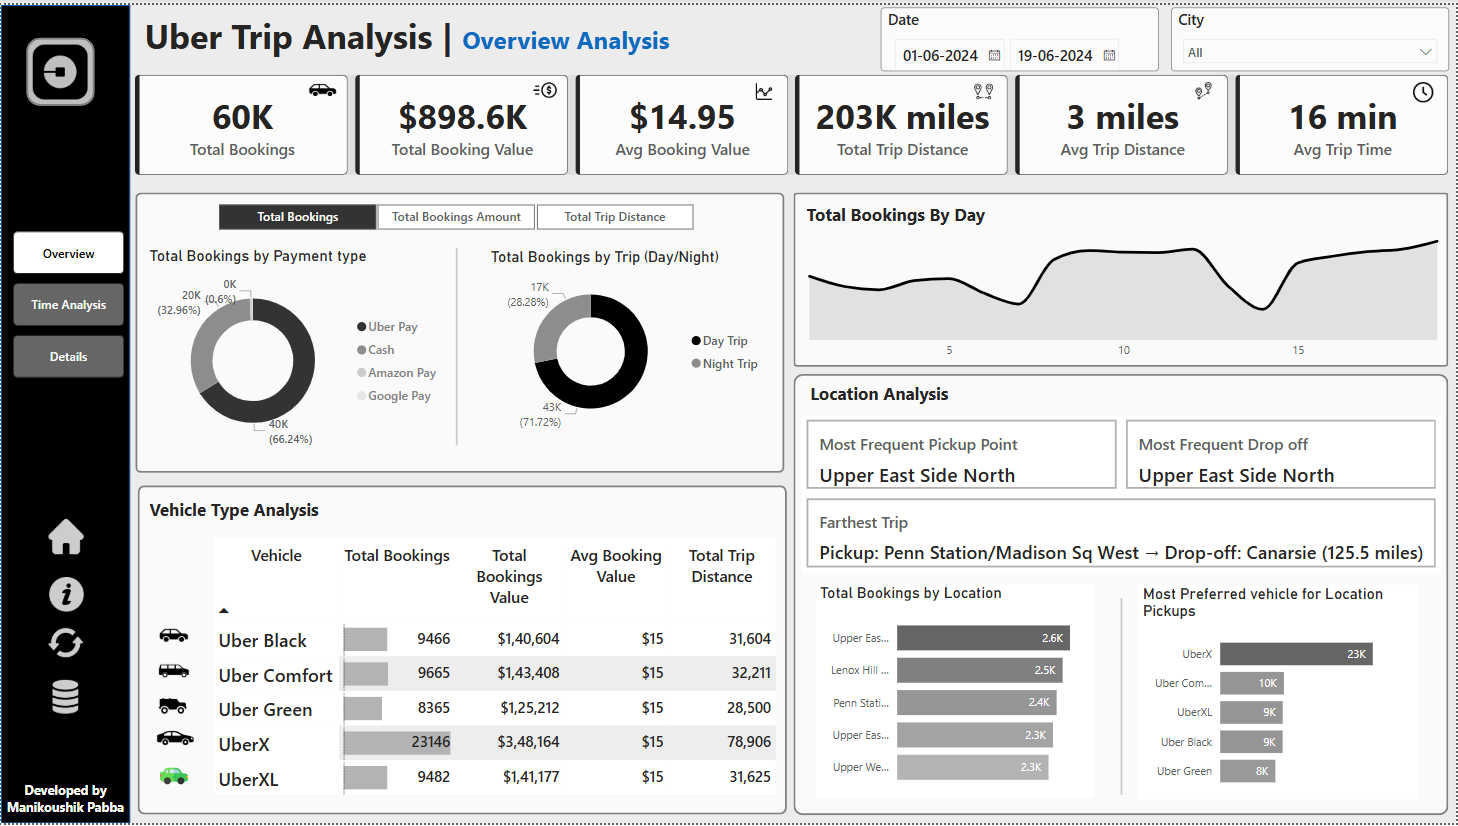 Uber Trip Analysis | Overview Analysis
Date
01-06-2024 19-06-2024
City
All
60K
Total Bookings
$898.6K
Total Booking Value
$14.95
Avg Booking Value
203K miles
Total Trip Distance
3 miles
Avg Trip Distance
16 min
Avg Trip Time
Overview
Time Analysis
Details
Developed by
Manikoushik Pabba
Total Bookings Total Bookings Amount Total Trip Distance
Total Bookings by Payment type
0K
(0.6%)
20K
(32.96%)
40K
(66.24%)
Uber Pay
Cash
Amazon Pay
Google Pay
Total Bookings by Trip (Day/Night)
17K
(28.28%)
43K
(71.72%)
Day Trip
Night Trip
Total Bookings By Day
5 10 15
Vehicle Type Analysis
Vehicle Total Bookings Total Bookings Value Avg Booking Value Total Trip Distance
Uber Black 9466 $1,40,604 $15 31,604
Uber Comfort 9665 $1,43,408 $15 32,211
Uber Green 8365 $1,25,212 $15 28,500
UberX 23146 $3,48,164 $15 78,906
UberXL 9482 $1,41,177 $15 31,625
Location Analysis
Most Frequent Pickup Point
Upper East Side North
Most Frequent Drop off
Upper East Side North
Farthest Trip
Pickup: Penn Station/Madison Sq West → Drop-off: Canarsie (125.5 miles)
Total Bookings by Location
Upper Eas... 2.6K
Lenox Hill ... 2.5K
Penn Stati... 2.4K
Upper Eas... 2.3K
Upper We... 2.3K
Most Preferred vehicle for Location
Pickups
UberX 23K
Uber Com... 10K
UberXL 9K
Uber Black 9K
Uber Green 8K